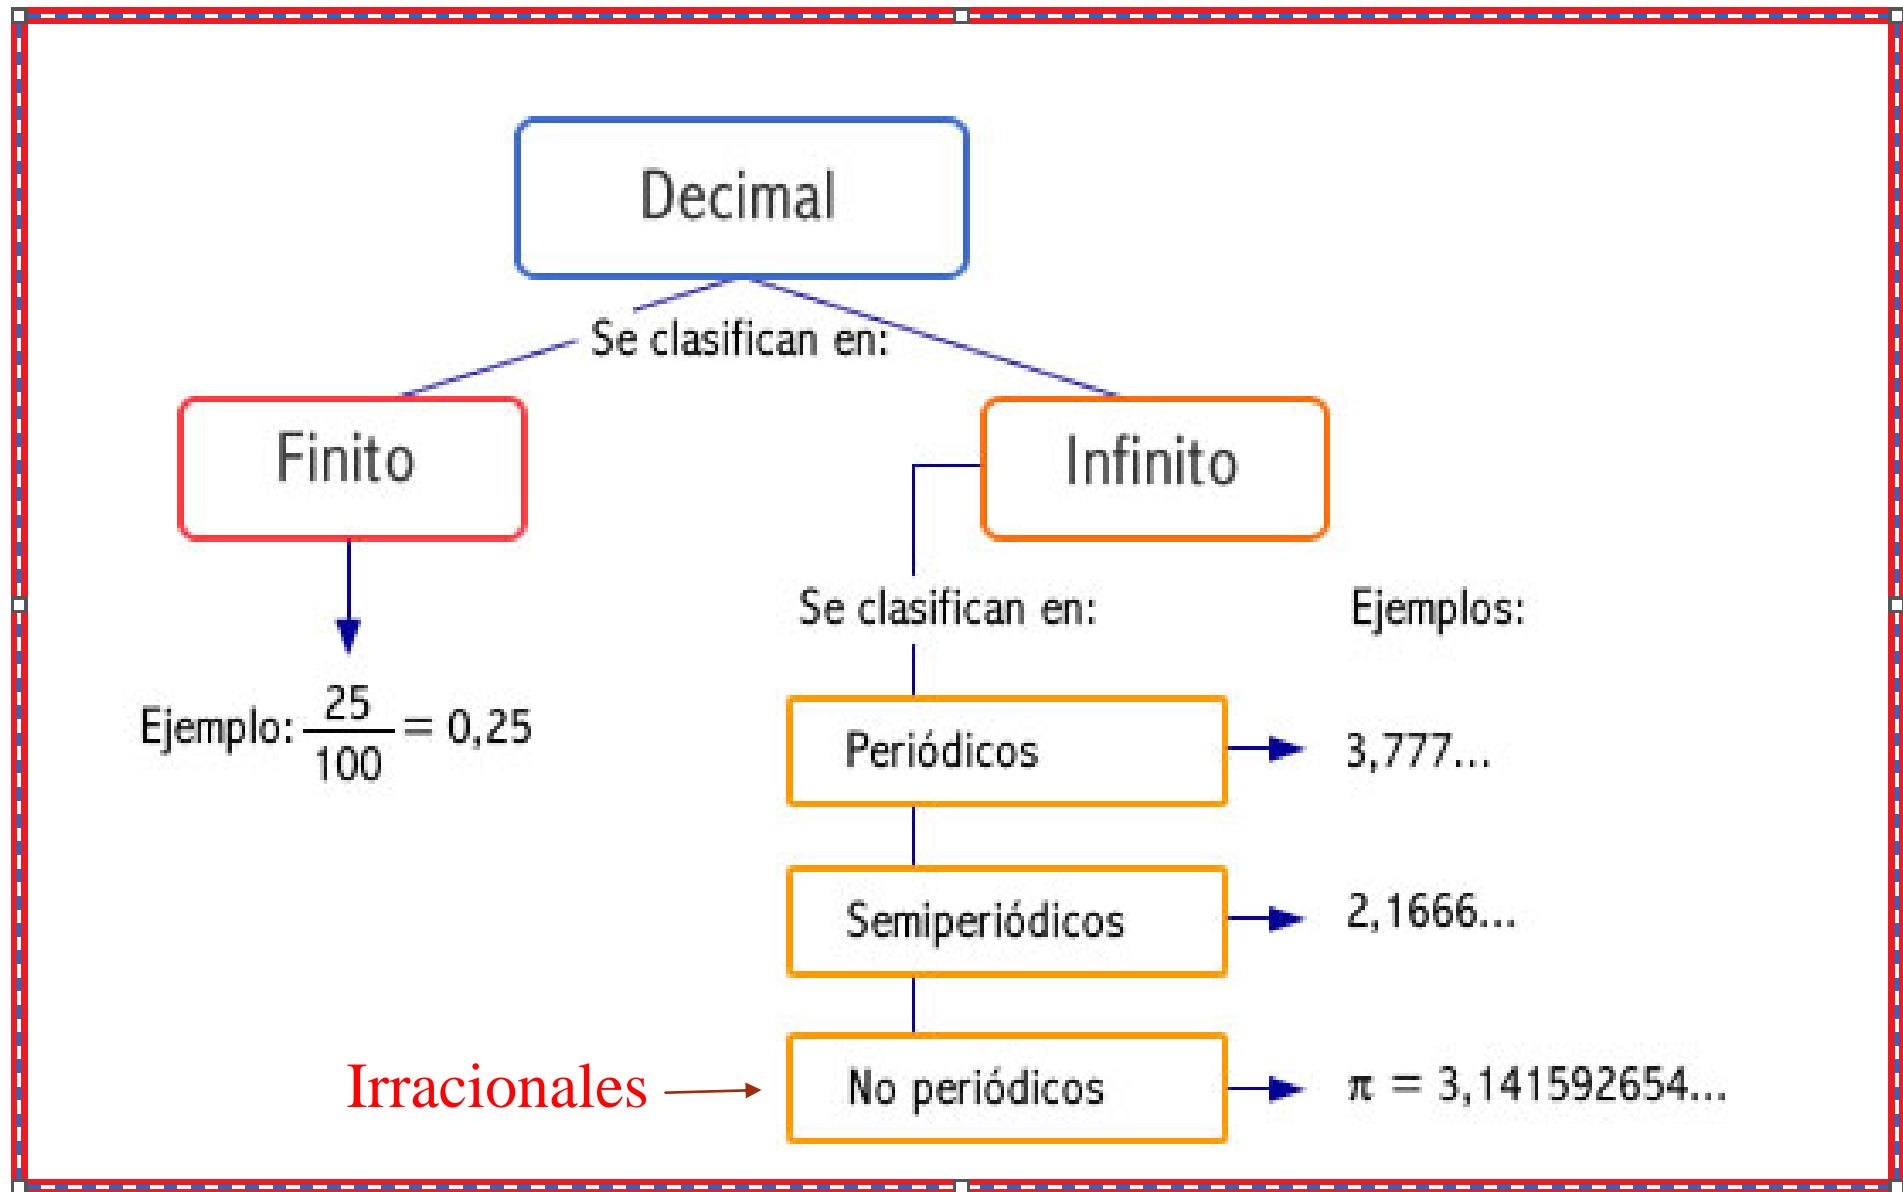 Decimal
Se clasifican en:
Finito
Infinito
Se clasifican en:
Ejemplos:
Ejemplo: 25/100 = 0,25
Periódicos
3,777...
Semiperiódicos
2,1666...
Irracionales
No periódicos
π = 3,141592654...